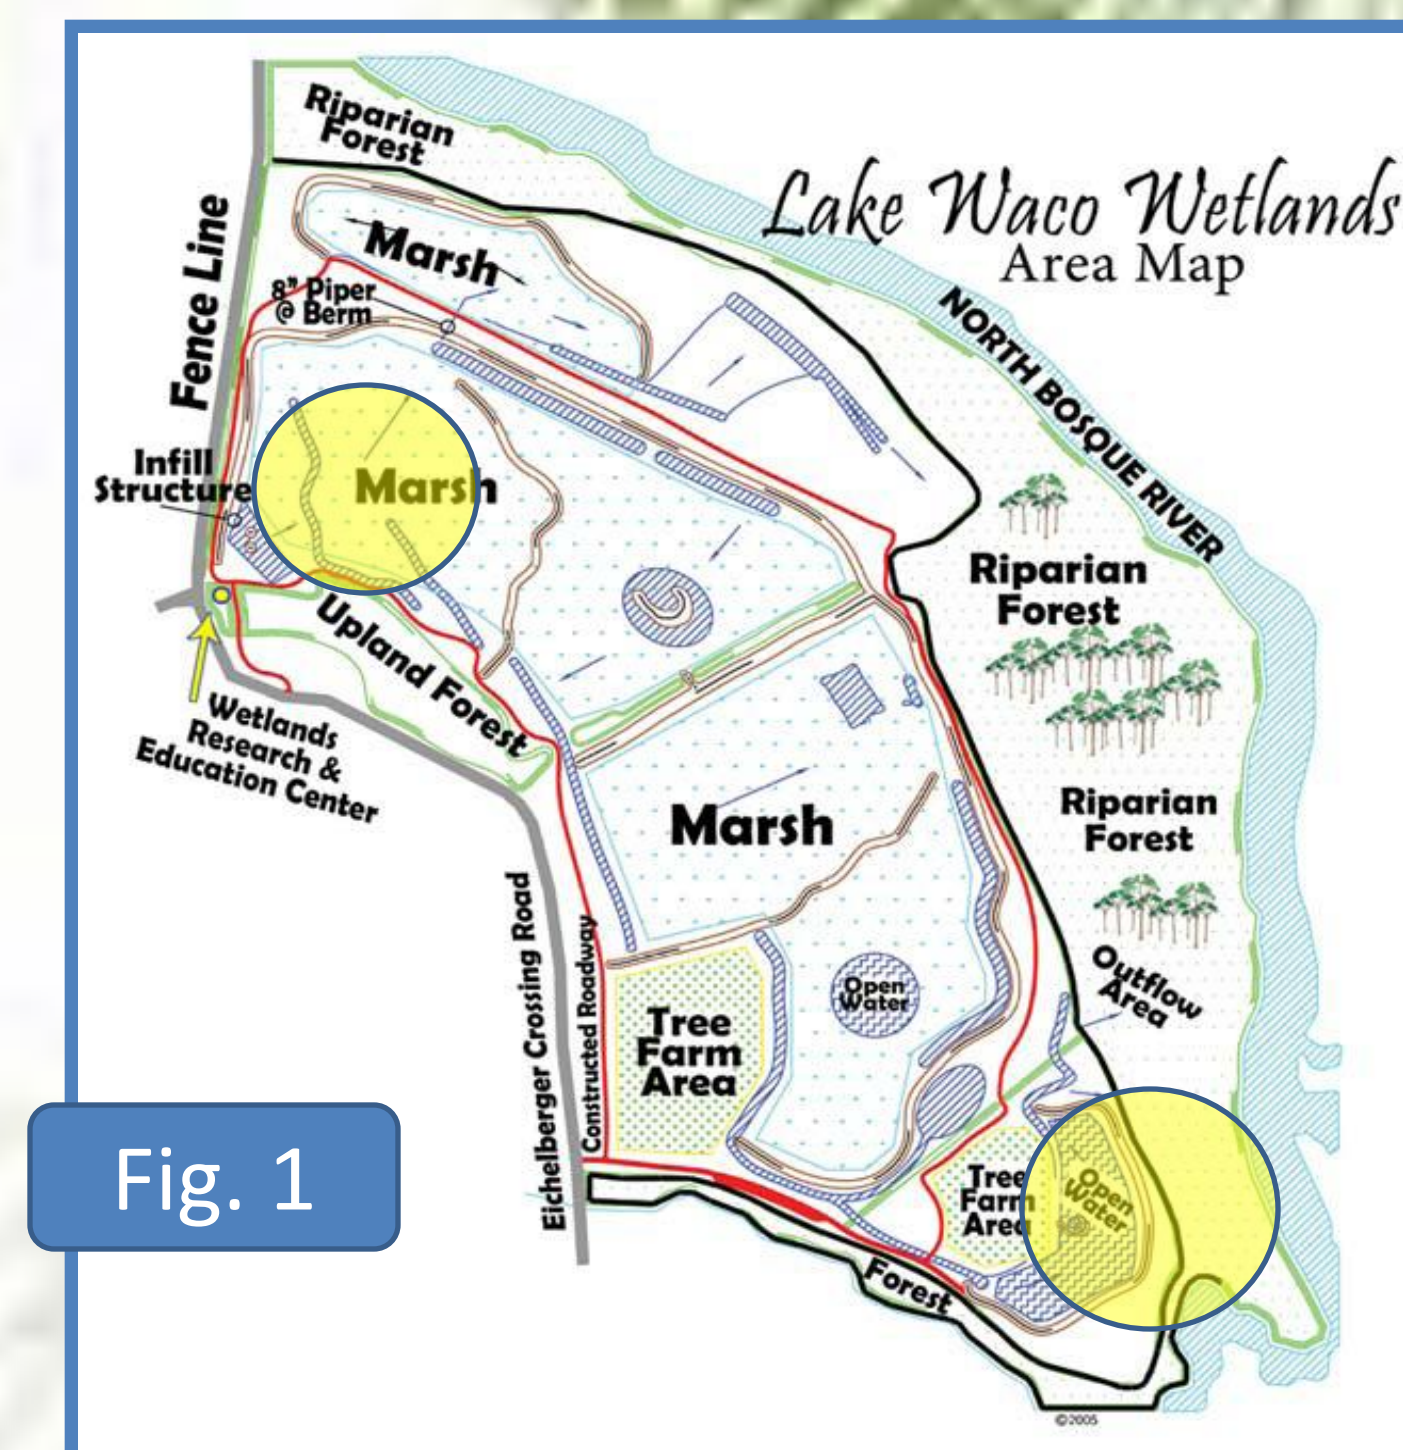 Riparian
Forest
Lake Waco Wetlands
Area Map
Marsh
8" Piper
@ Berm
Fence Line
NORTH BOSQUE RIVER
Infill
Structure
Marsh
Riparian
Forest
Upland Forest
Wetlands
Research &
Education Center
Marsh
Riparian
Forest
Eichelberger Crossing Road
Constructed Roadway
Outflow
Area
Open
Water
Tree
Farm
Area
Fig. 1
Tree
Farm
Area
Open
Water
Forest
©2005